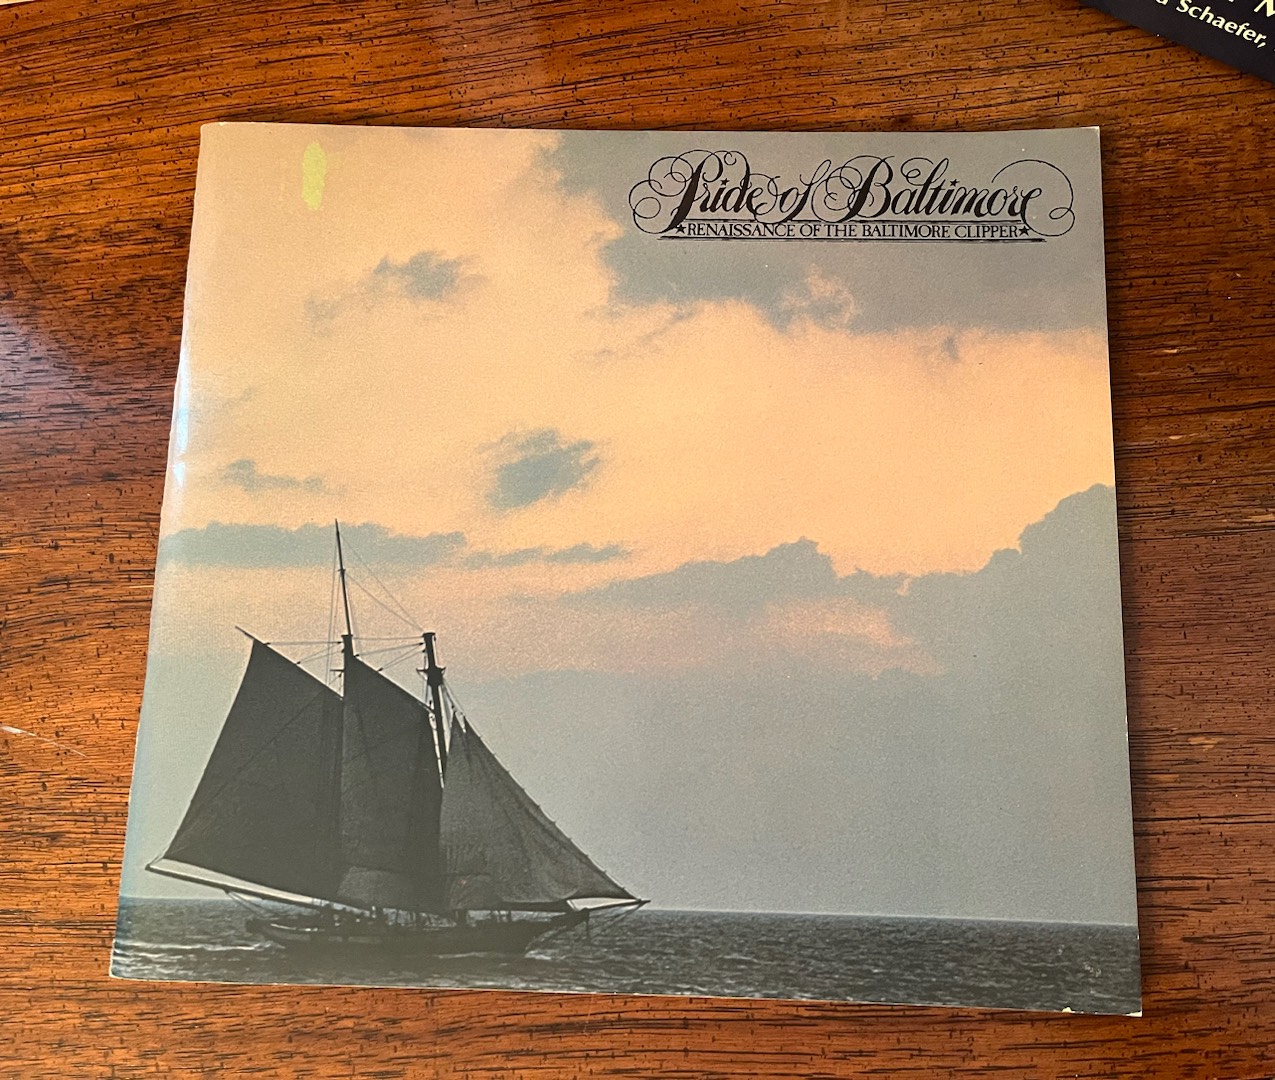 Schaefer,
Pride of Baltimore
★RENAISSANCE OF THE BALTIMORE CLIPPER★